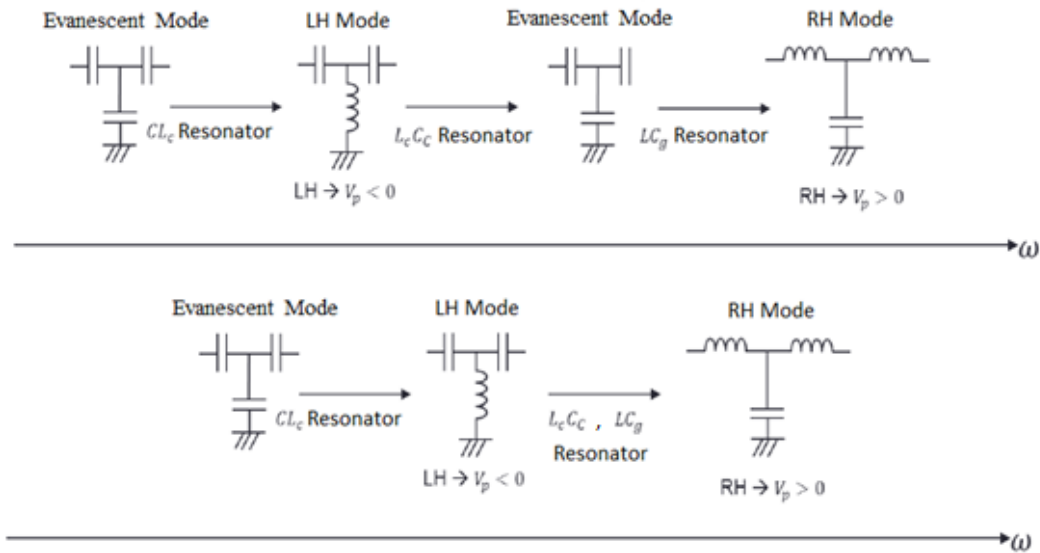 Evanescent Mode
LH Mode
Evanescent Mode
RH Mode
CL_c Resonator
L_cC_C Resonator
LC_g Resonator
LH → V_p < 0
RH → V_p > 0
ω
Evanescent Mode
LH Mode
RH Mode
CL_c Resonator
L_cC_C , LC_g
Resonator
LH → V_p < 0
RH → V_p > 0
ω